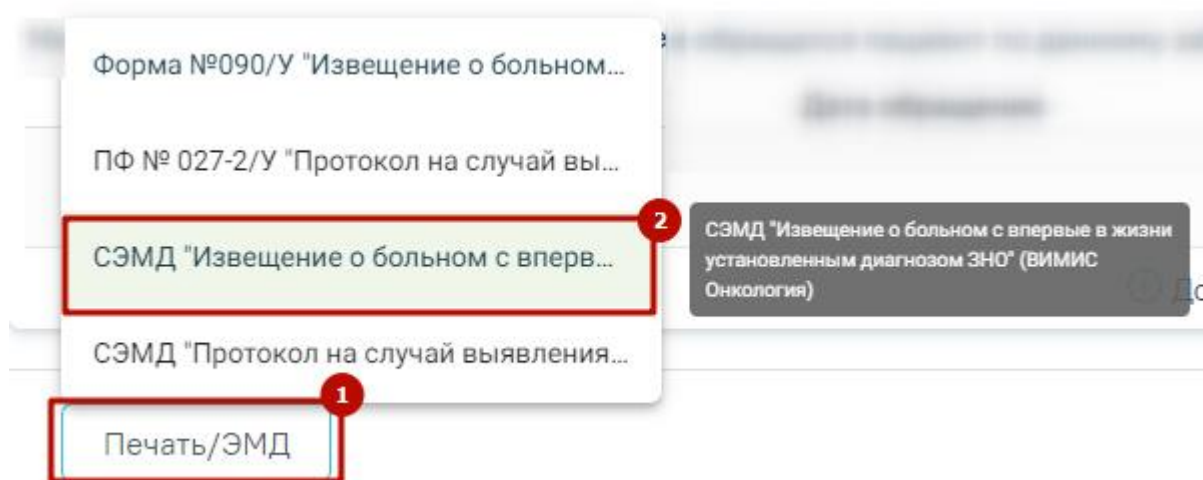 Форма №090/У "Извещение о больном...
ПФ № 027-2/У "Протокол на случай вы...
2
СЭМД "Извещение о больном с вперв...
СЭМД "Извещение о больном с впервые в жизни
установленным диагнозом ЗНО" (ВИМИС
Онкология)
До
СЭМД "Протокол на случай выявления...
1
Печать/ЭМД